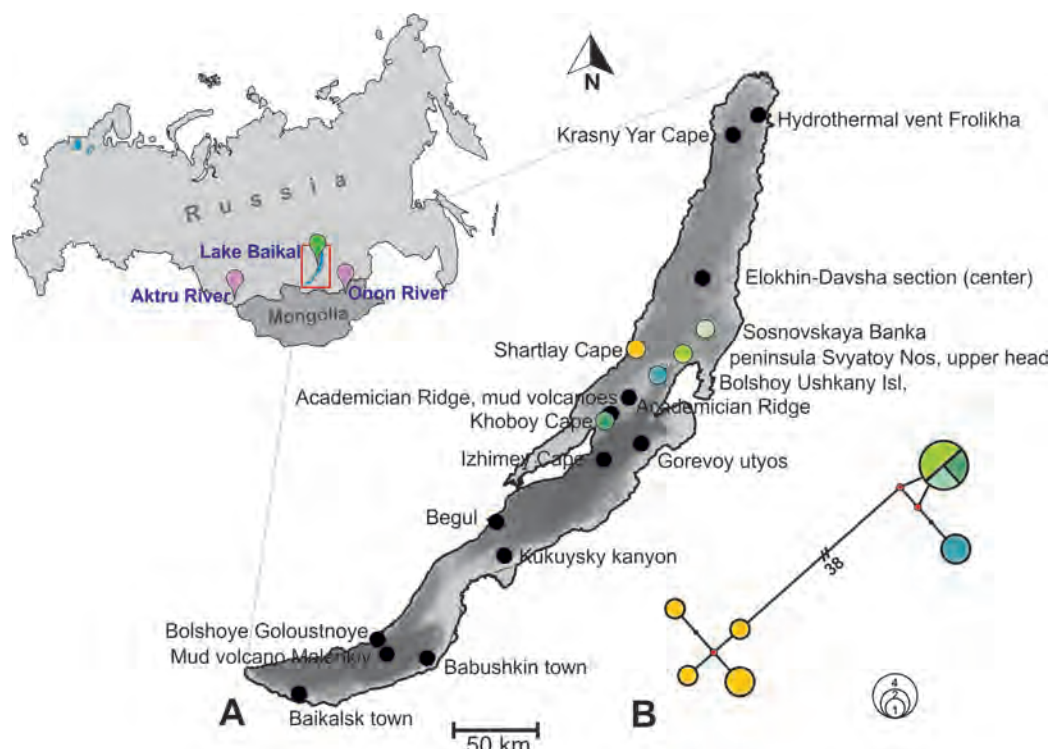 N
Hydrothermal vent Frolikha
Krasny Yar Cape
Russia
Lake Baikal
Aktru River
Onon River
Mongolia
Elokhin-Davsha section (center)
Sosnovskaya Banka
Shartlay Cape
peninsula Svyatoy Nos, upper head
Bolshoy Ushkany Isl,
Academician Ridge, mud volcanoes
Academician Ridge
Khoboy Cape
Izhimey Cape
Gorevoy utyos
Begul
Kukuysky kanyon
38
Bolshoye Goloustnoye
Mud volcano Malenkiy
Babushkin town
A
B
4
2
1
Baikalsk town
50 km